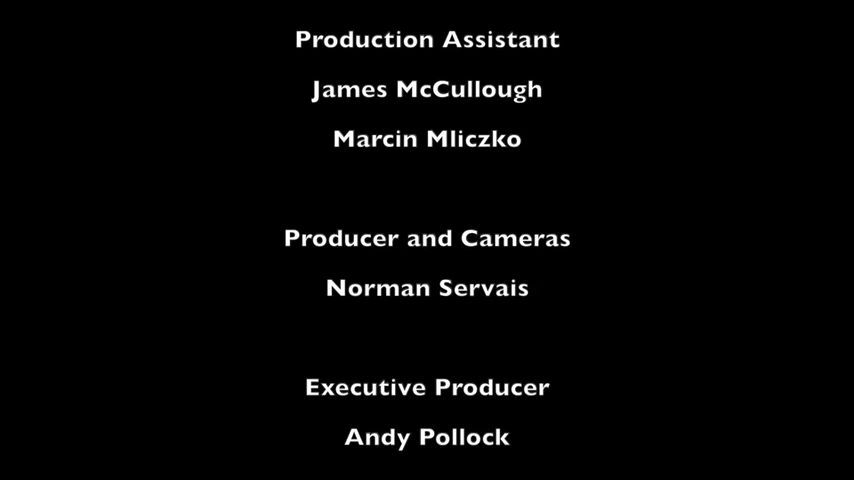 Production Assistant
James McCullough
Marcin Mliczko
Producer and Cameras
Norman Servais
Executive Producer
Andy Pollock